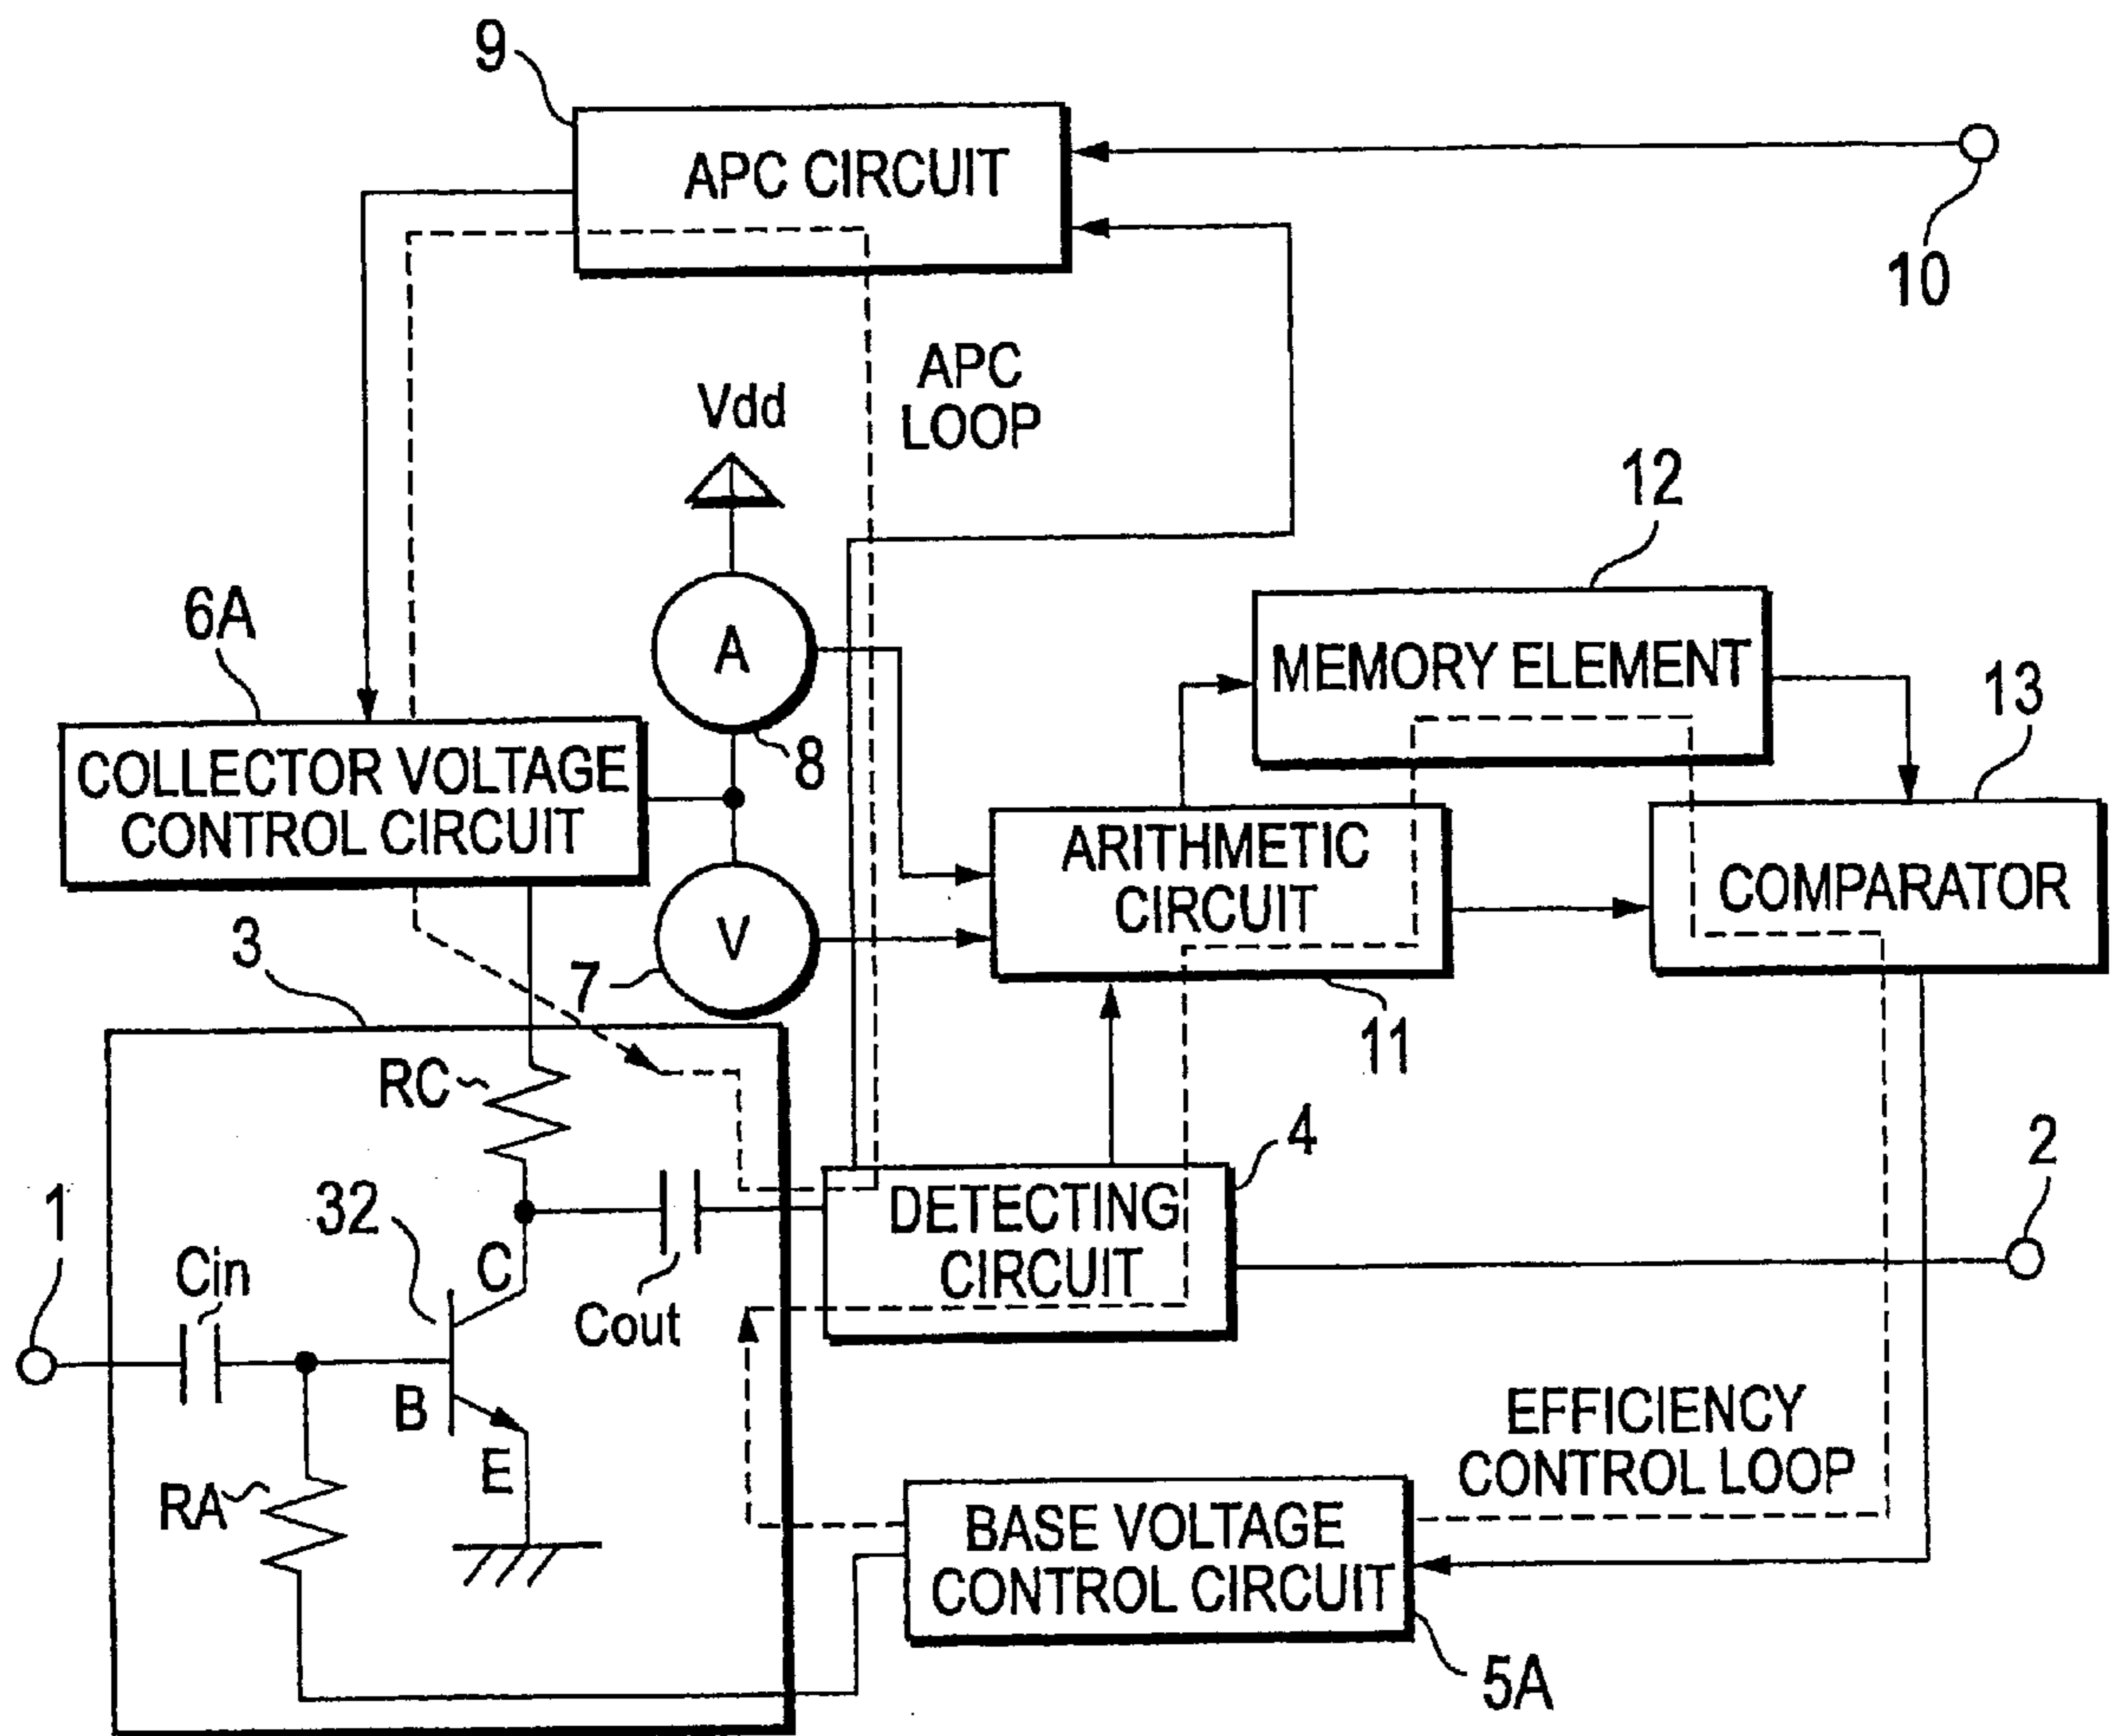 9
APC CIRCUIT
10
APC
LOOP
Vdd
12
6A
A
MEMORY ELEMENT
13
8
COLLECTOR VOLTAGE
CONTROL CIRCUIT
ARITHMETIC
CIRCUIT
COMPARATOR
3
7
V
11
RC
4
2
1
32
DETECTING
CIRCUIT
Cin
C
Cout
B
E
EFFICIENCY
CONTROL LOOP
RA
BASE VOLTAGE
CONTROL CIRCUIT
5A